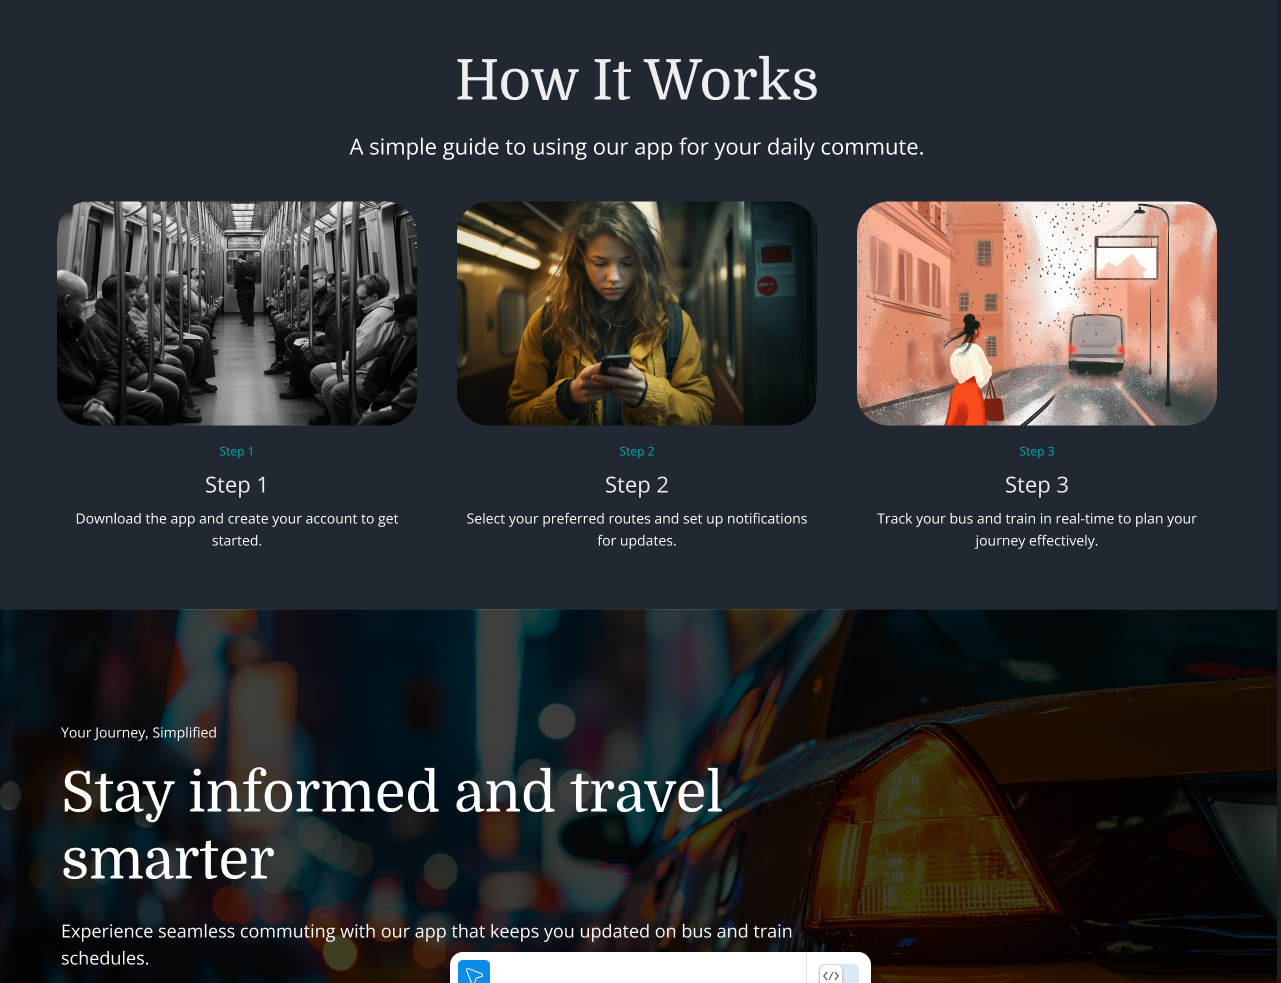 How It Works
A simple guide to using our app for your daily commute.
Step 1
Step 1
Download the app and create your account to get
started.
Step 2
Step 2
Select your preferred routes and set up notifications
for updates.
Step 3
Step 3
Track your bus and train in real-time to plan your
journey effectively.
Your Journey, Simplified
Stay informed and travel
smarter
Experience seamless commuting with our app that keeps you updated on bus and train
schedules.